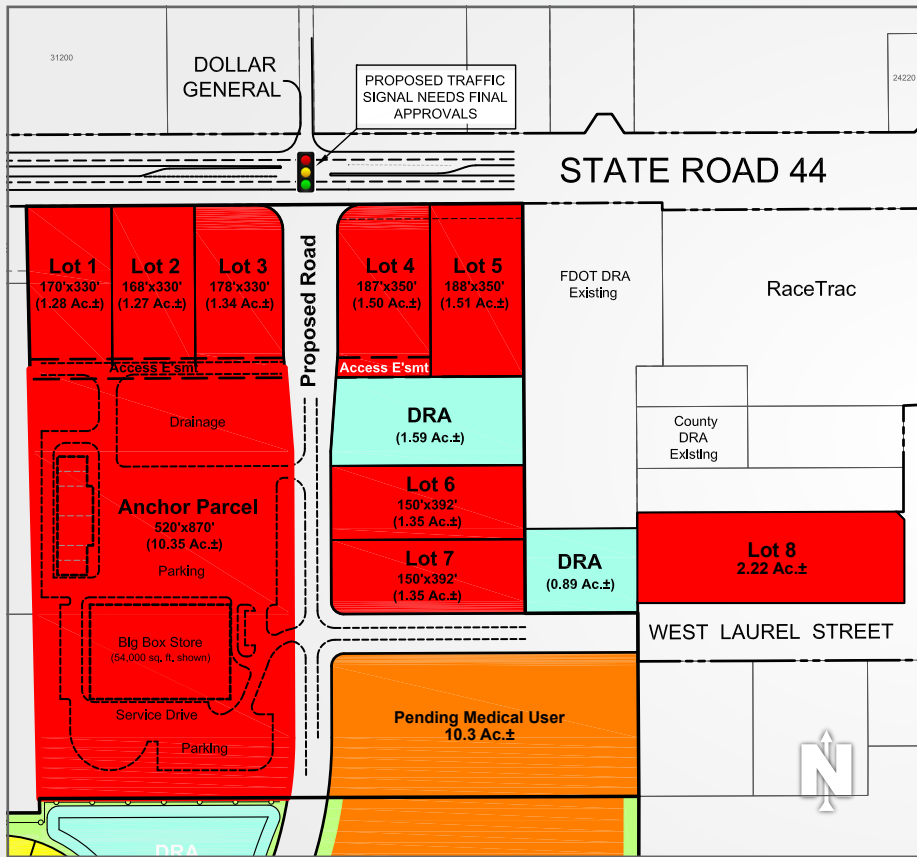 31200
DOLLAR
GENERAL
PROPOSED TRAFFIC
SIGNAL NEEDS FINAL
APPROVALS
24220
STATE ROAD 44
Lot 1
170'x330'
(1.28 Ac.±)
Lot 2
168'x330'
(1.27 Ac.±)
Lot 3
178'x330'
(1.34 Ac.±)
Proposed Road
Lot 4
187'x350'
(1.50 Ac.±)
Lot 5
188'x350'
(1.51 Ac.±)
FDOT DRA
Existing
RaceTrac
Access E'smt
Access E'smt
Drainage
DRA
(1.59 Ac.±)
County
DRA
Existing
Anchor Parcel
520'x870'
(10.35 Ac.±)
Parking
Lot 6
150'x392'
(1.35 Ac.±)
Lot 7
150'x392'
(1.35 Ac.±)
DRA
(0.89 Ac.±)
Lot 8
2.22 Ac.±
Big Box Store
(54,000 sq. ft. shown)
WEST LAUREL STREET
Service Drive
Parking
Pending Medical User
10.3 Ac.±
N
DRA